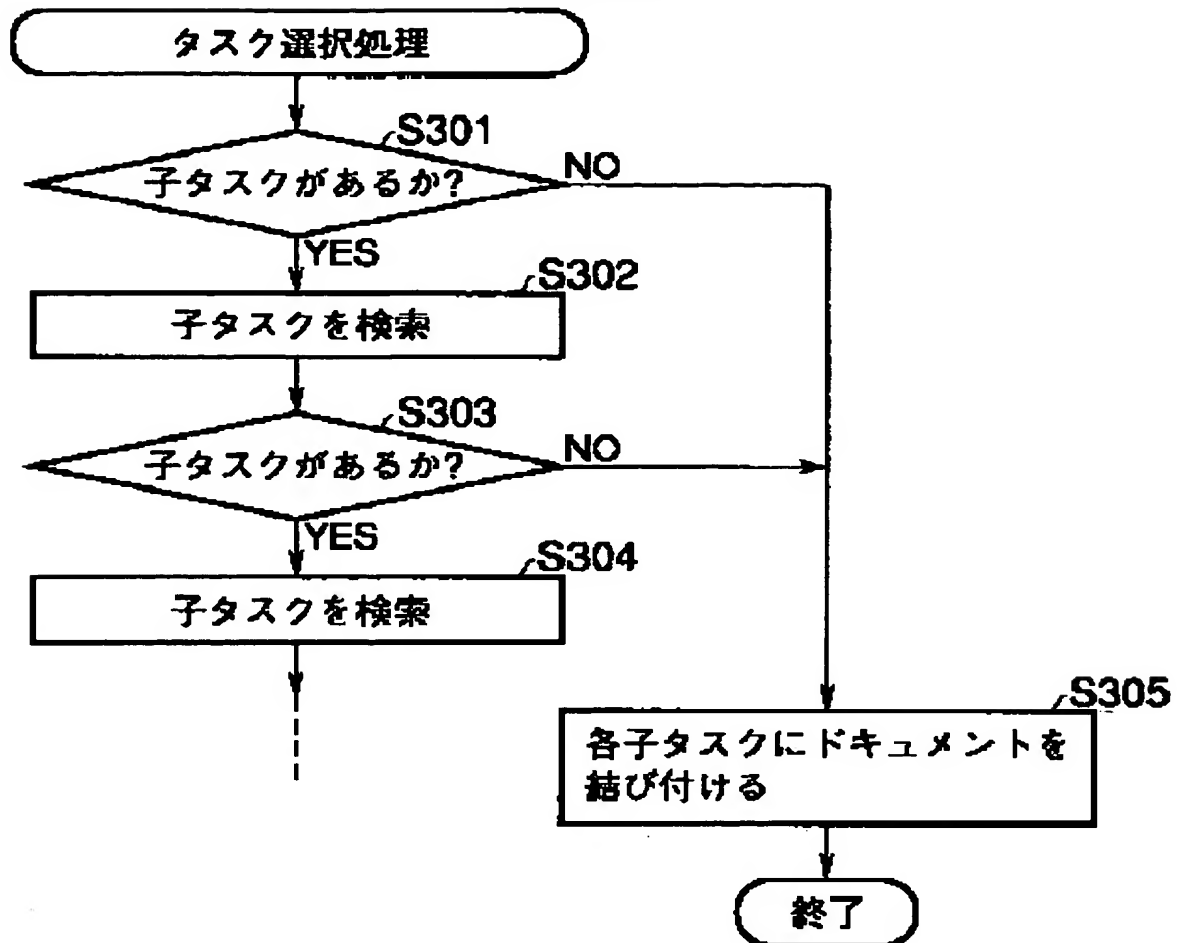 タスク選択処理
S301
子タスクがあるか?
NO
YES
S302
子タスクを検索
S303
子タスクがあるか?
NO
YES
S304
子タスクを検索
S305
各子タスクにドキュメントを
結び付ける
終了